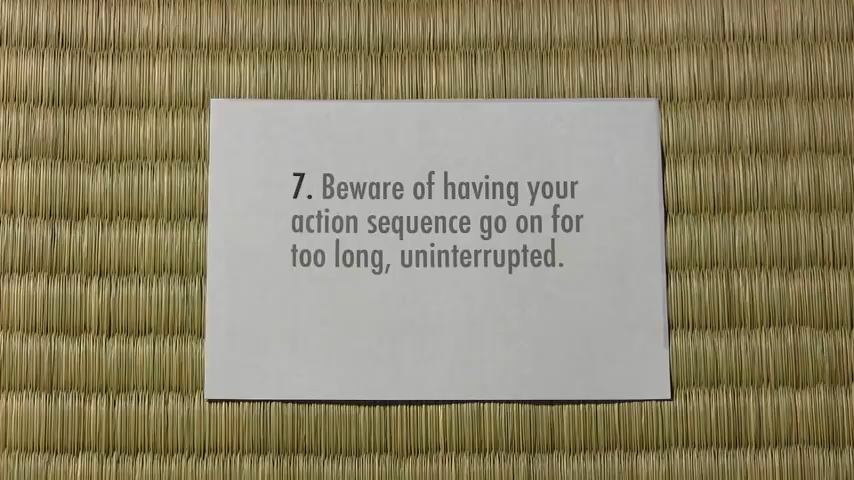 7. Beware of having your
action sequence go on for
too long, uninterrupted.